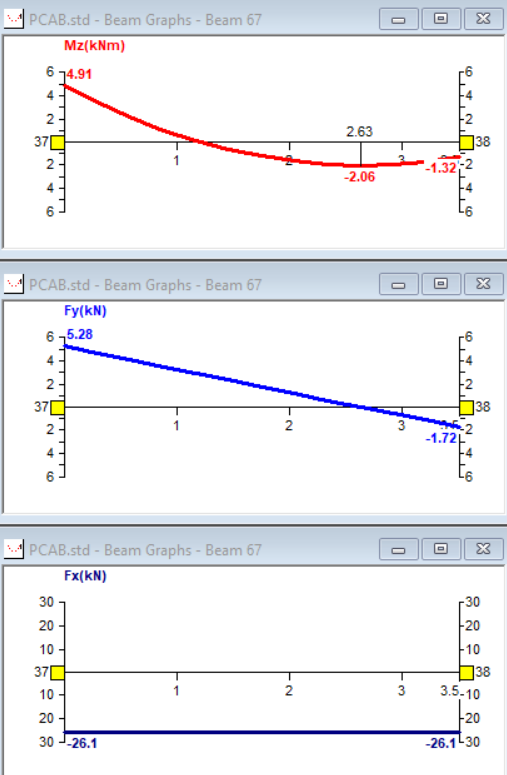 PCAB.std - Beam Graphs - Beam 67
Mz(kNm)
6 4.91 6
4 4
2 2.63 2
37 38
1 2 3
2 -2.06 -1.32 2
4 4
6 6
PCAB.std - Beam Graphs - Beam 67
Fy(kN)
6 5.28 6
4 4
2 2
37 38
1 2 3
2 -1.72 2
4 4
6 6
PCAB.std - Beam Graphs - Beam 67
Fx(kN)
30 30
20 20
10 10
37 38
1 2 3 3.5
10 10
20 20
30 -26.1 -26.1 30